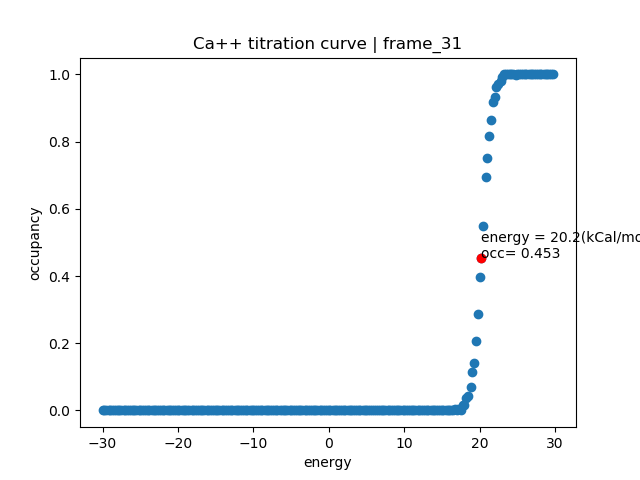 Ca++ titration curve | frame_31
1.0
0.8
0.6
0.4
0.2
0.0
occupancy
energy = 20.2(kCal/mo
occ= 0.453
−30 −20 −10 0 10 20 30
energy